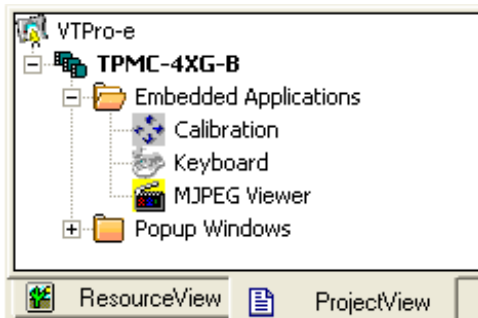 VTPro-e
TPMC-4XG-B
Embedded Applications
Calibration
Keyboard
MJPEG Viewer
Popup Windows
ResourceView ProjectView